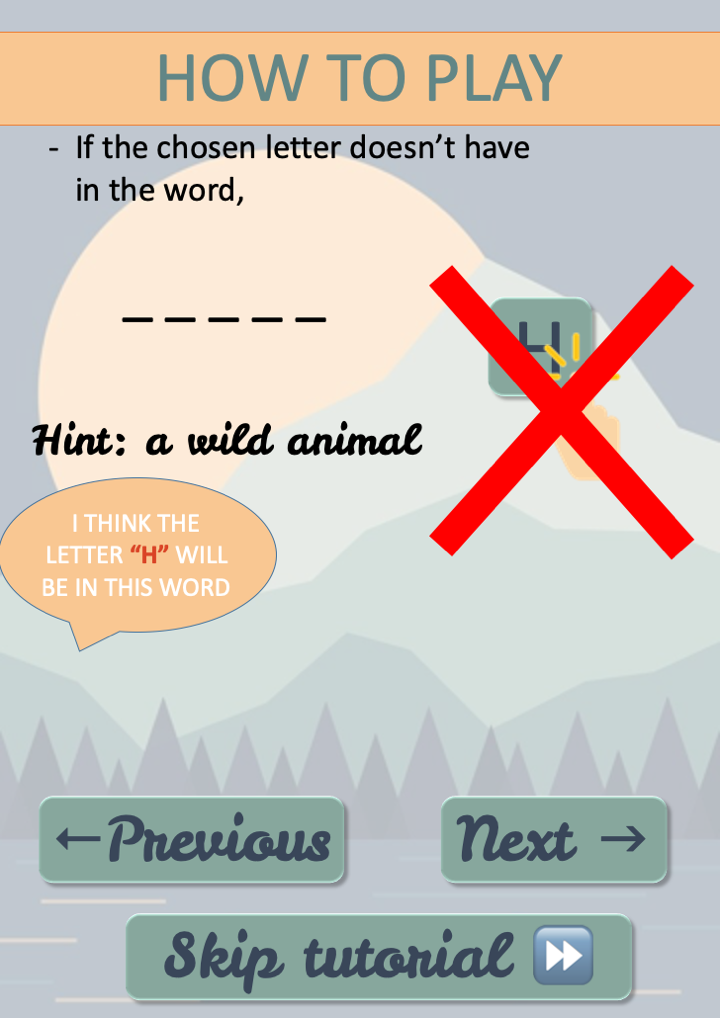 HOW TO PLAY
- If the chosen letter doesn’t have
in the word,
_ _ _ _ _
H
Hint: a wild animal
I THINK THE
LETTER “H” WILL
BE IN THIS WORD
←Previous
Next →
Skip tutorial ⏩